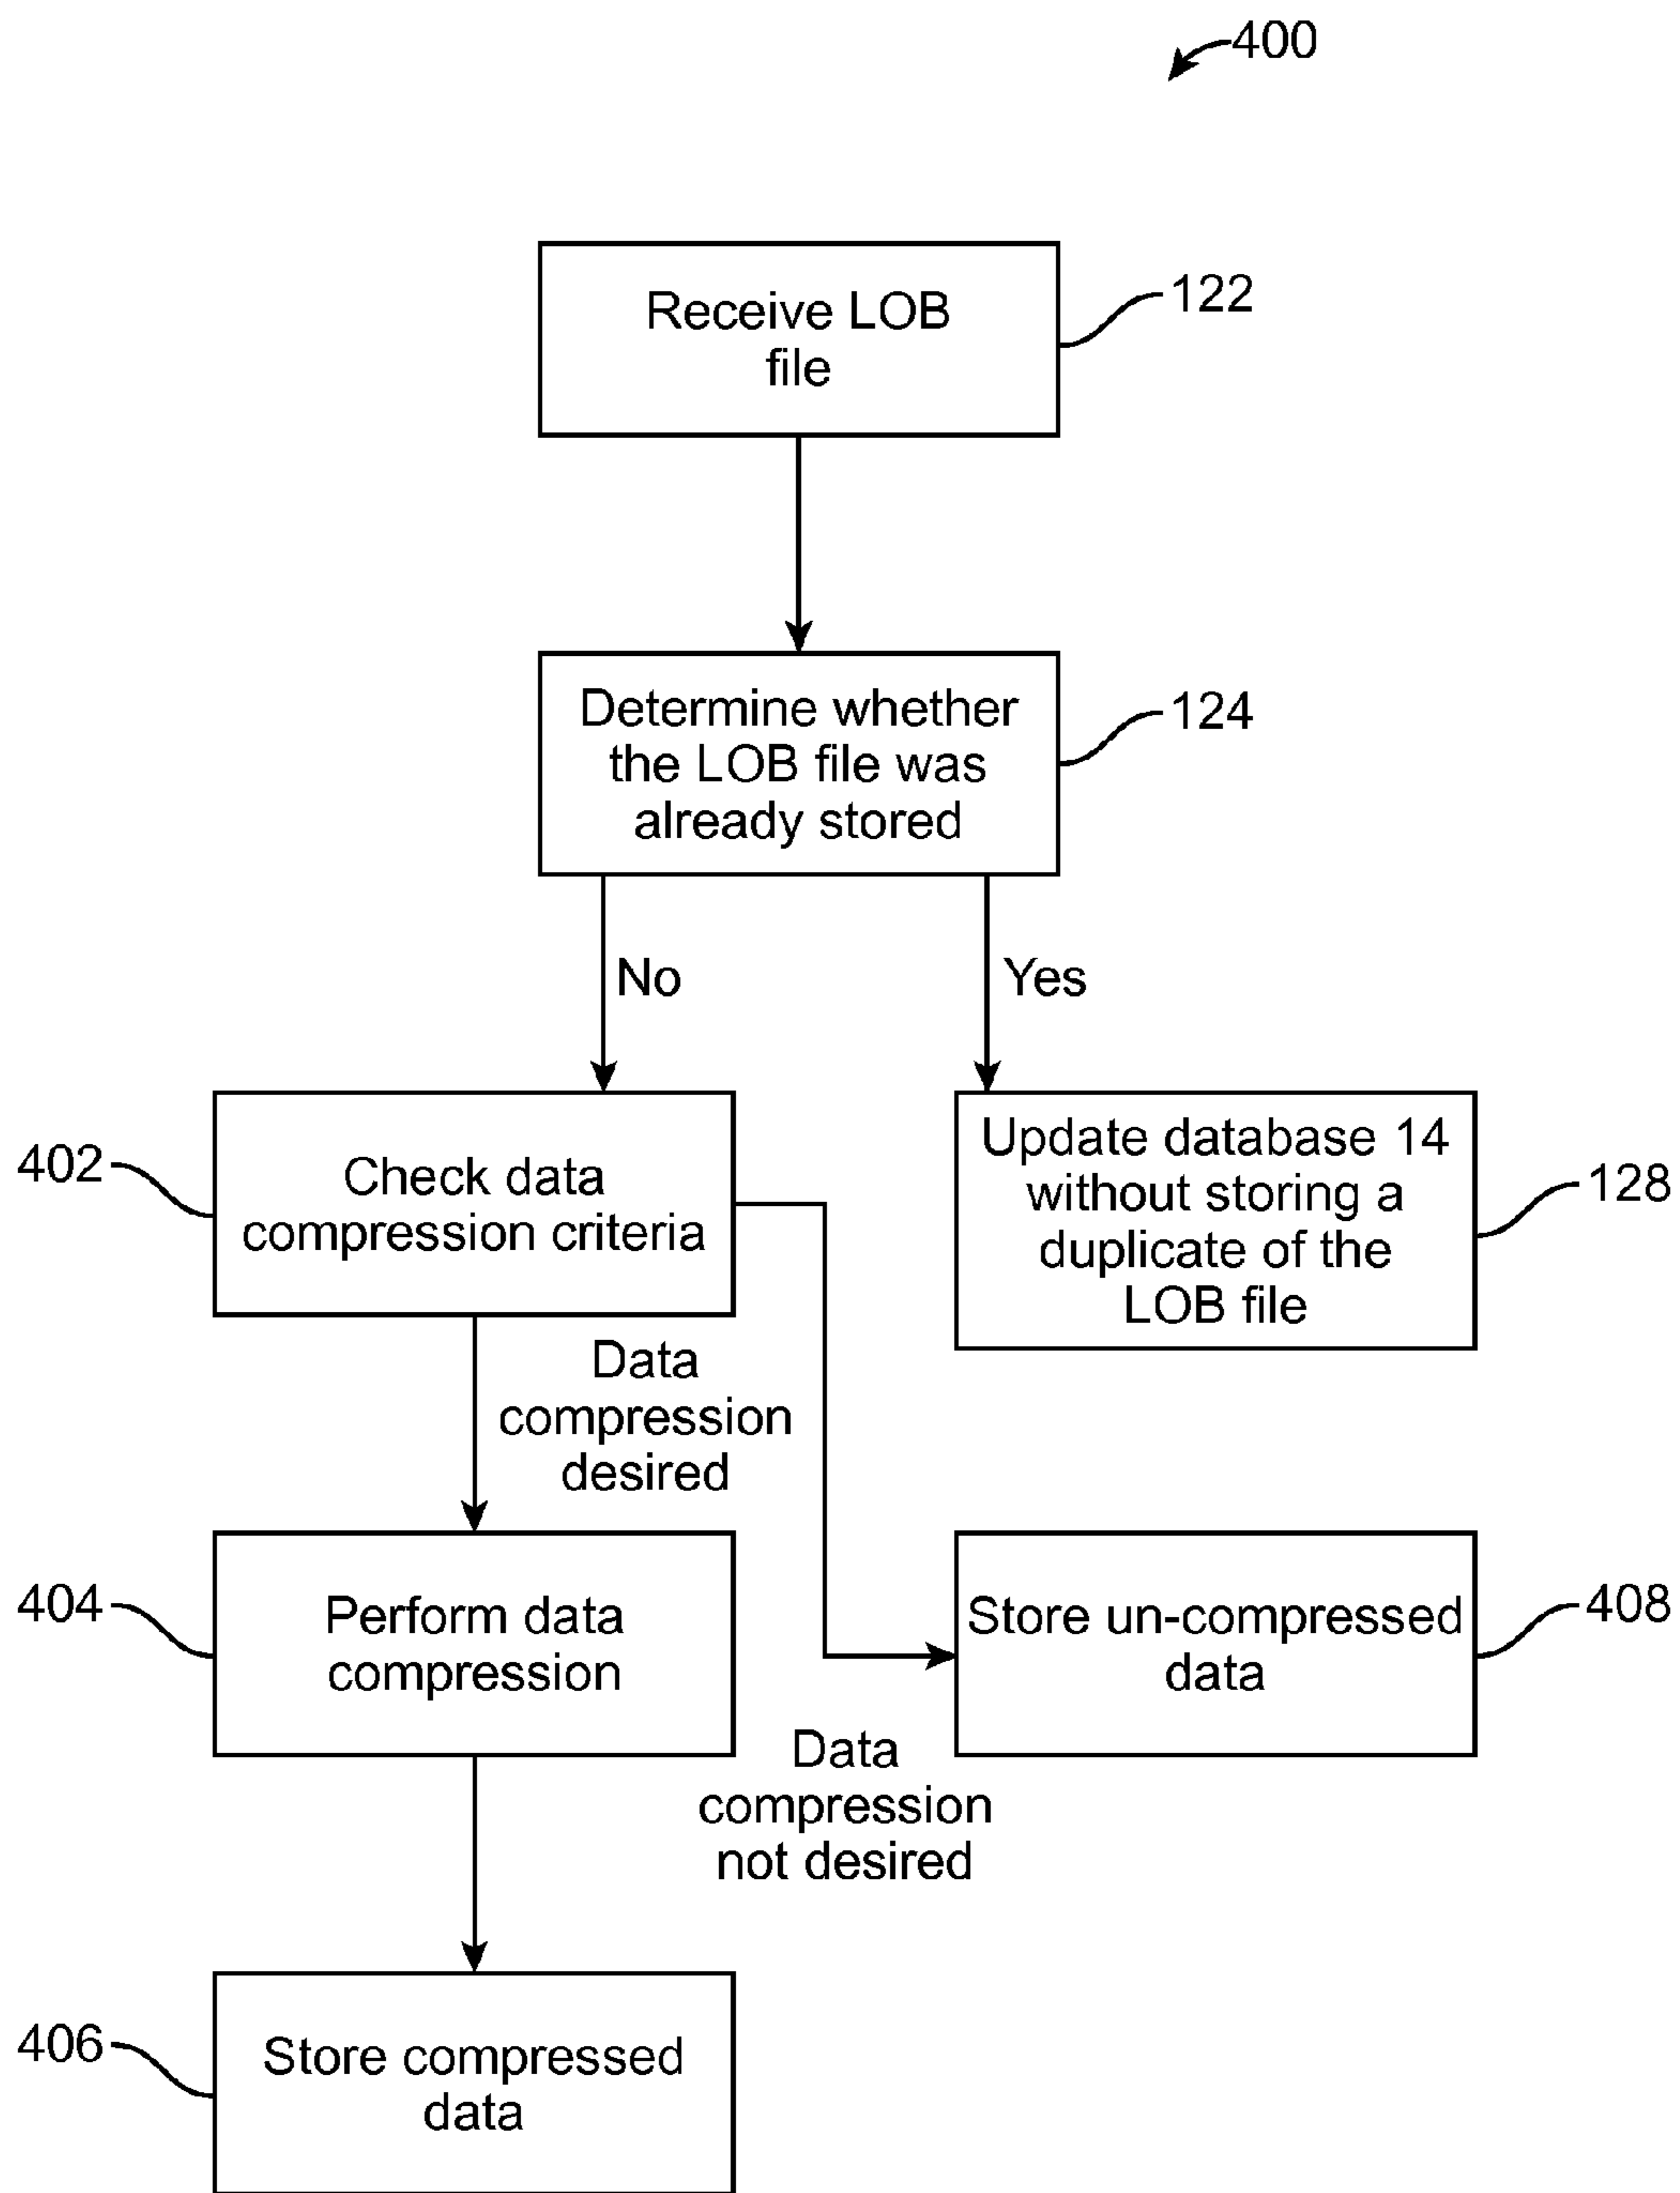 400
Receive LOB
file
122
Determine whether
the LOB file was
already stored
124
No
Yes
402
Check data
compression criteria
Update database 14
without storing a
duplicate of the
LOB file
128
Data
compression
desired
404
Perform data
compression
Store un-compressed
data
408
Data
compression
not desired
406
Store compressed
data